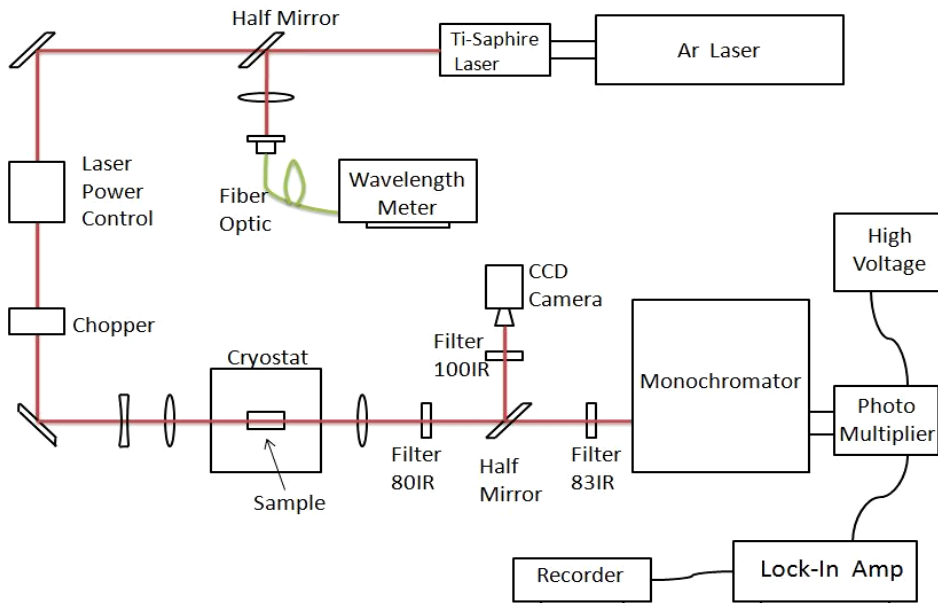 Half Mirror
Ti-Saphire
Laser
Ar Laser
Laser
Power
Control
Fiber
Optic
Wavelength
Meter
High
Voltage
CCD
Camera
Chopper
Filter
100IR
Cryostat
Monochromator
Photo
Multiplier
Filter
80IR
Half
Mirror
Filter
83IR
Sample
Recorder
Lock-In Amp